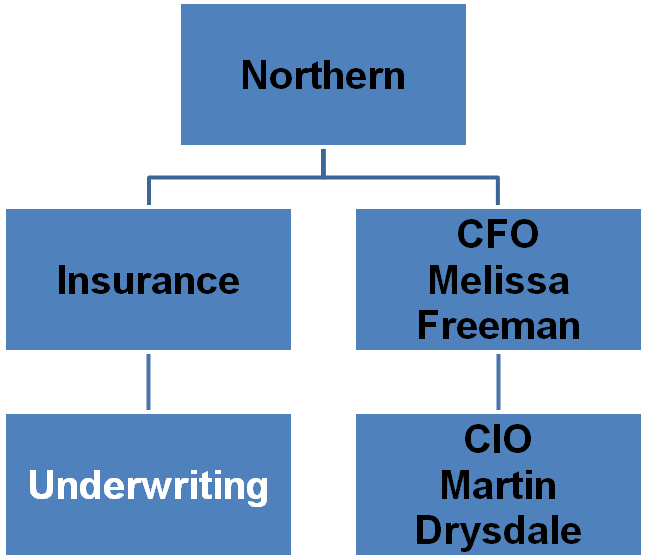 Northern
Insurance
CFO
Melissa
Freeman
Underwriting
CIO
Martin
Drysdale